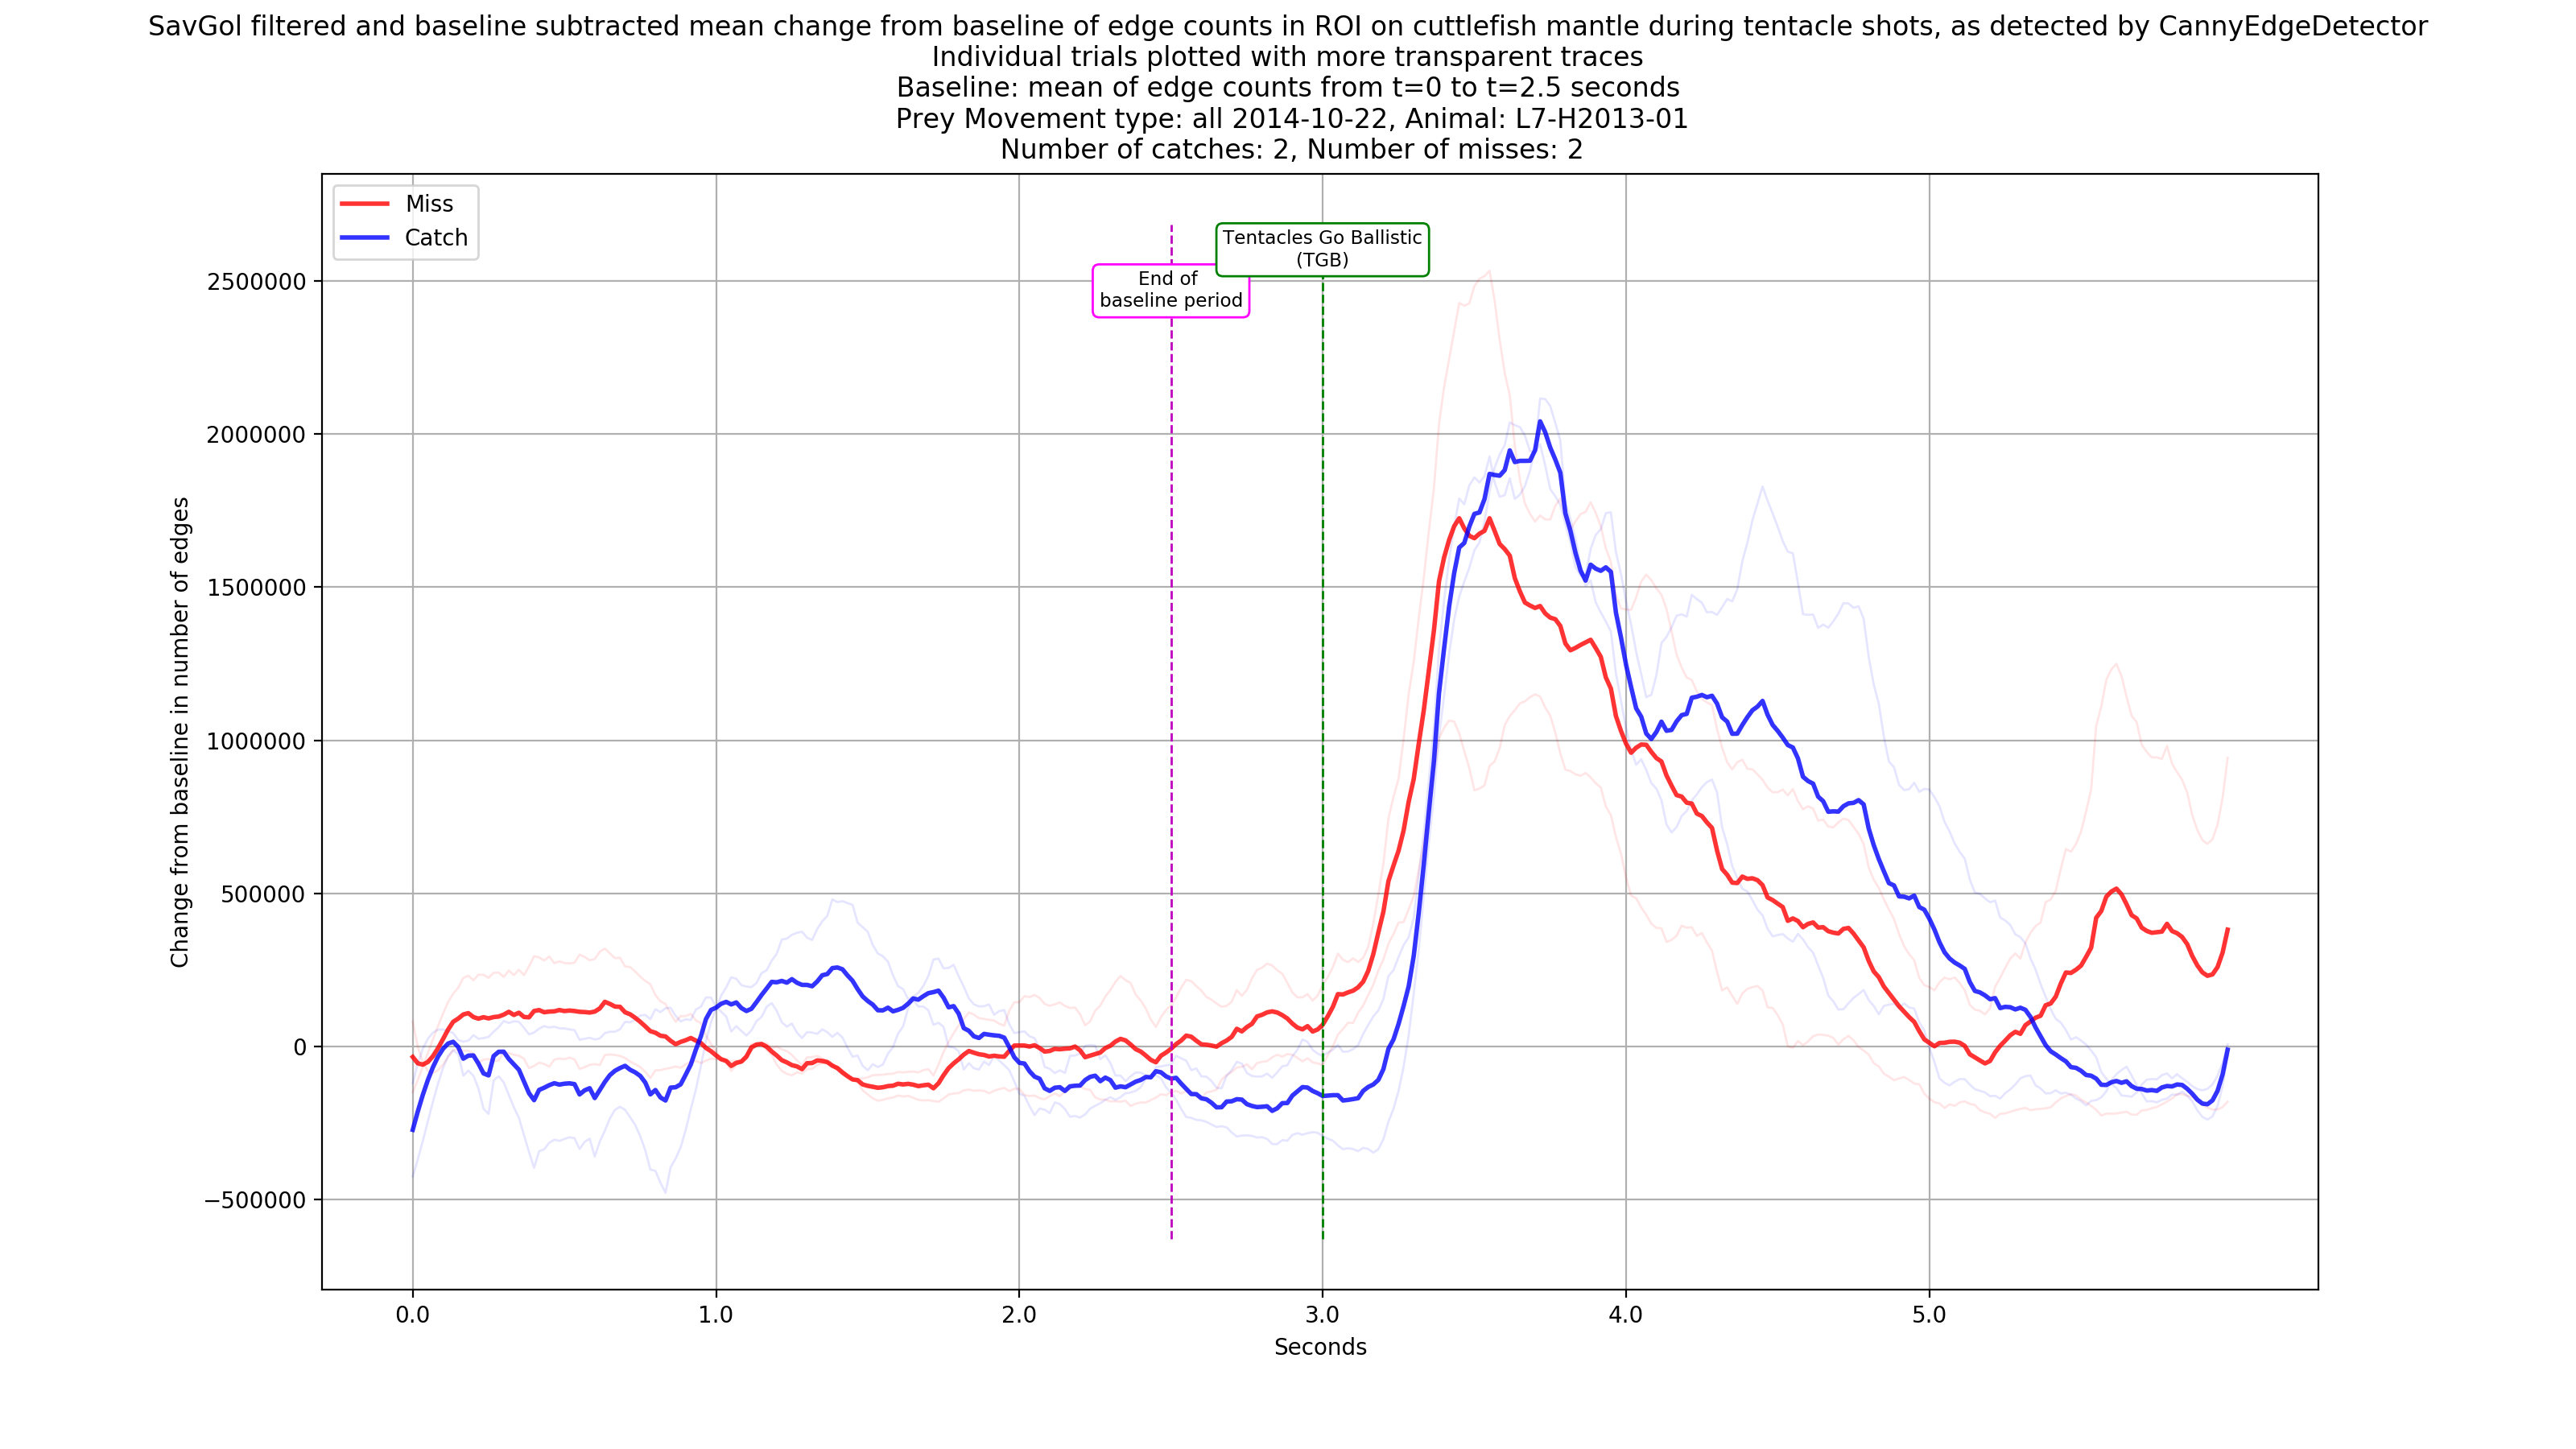 SavGol filtered and baseline subtracted mean change from baseline of edge counts in ROI on cuttlefish mantle during tentacle shots, as detected by CannyEdgeDetector
Individual trials plotted with more transparent traces
Baseline: mean of edge counts from t=0 to t=2.5 seconds
Prey Movement type: all 2014-10-22, Animal: L7-H2013-01
Number of catches: 2, Number of misses: 2
Miss
Catch
Tentacles Go Ballistic
(TGB)
End of
baseline period
2500000
2000000
1500000
1000000
500000
0
−500000
Change from baseline in number of edges
0.0
1.0
2.0
3.0
4.0
5.0
Seconds